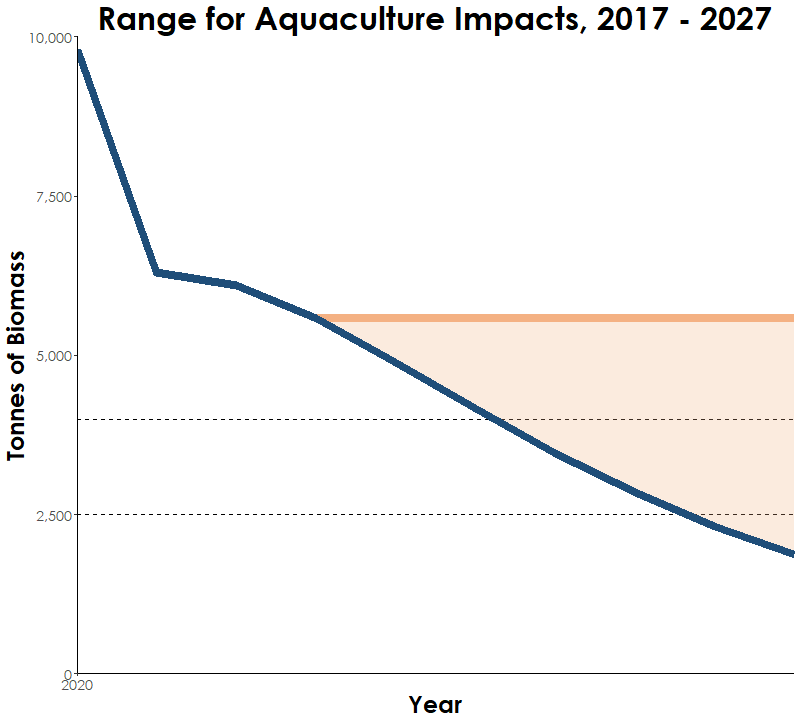 Range for Aquaculture Impacts, 2017 - 2027
10,000
7,500
5,000
2,500
0
2020
Tonnes of Biomass
Year